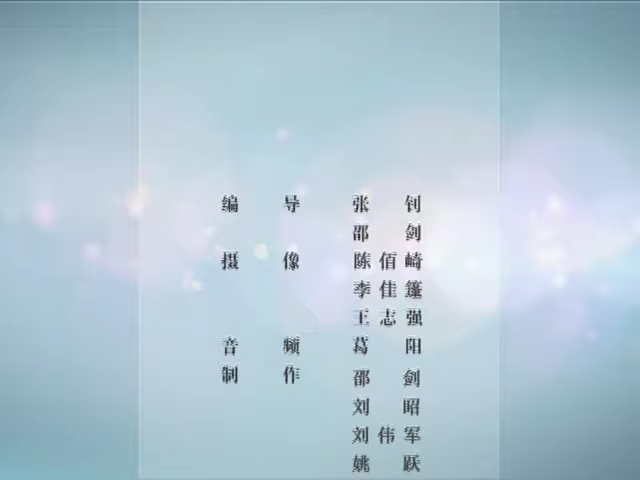 编 导 张 钊
邵 剑
摄 像 陈佰崎
李佳篷
王志强
音 频 葛 阳
制 作 邵 剑
刘 昭
刘伟军
姚 跃